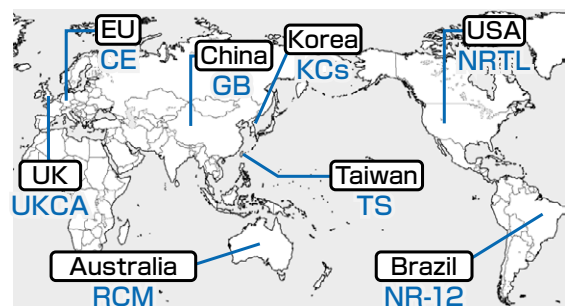 EU
CE
China
GB
Korea
KCs
USA
NRTL
UK
UKCA
Taiwan
TS
Australia
RCM
Brazil
NR-12